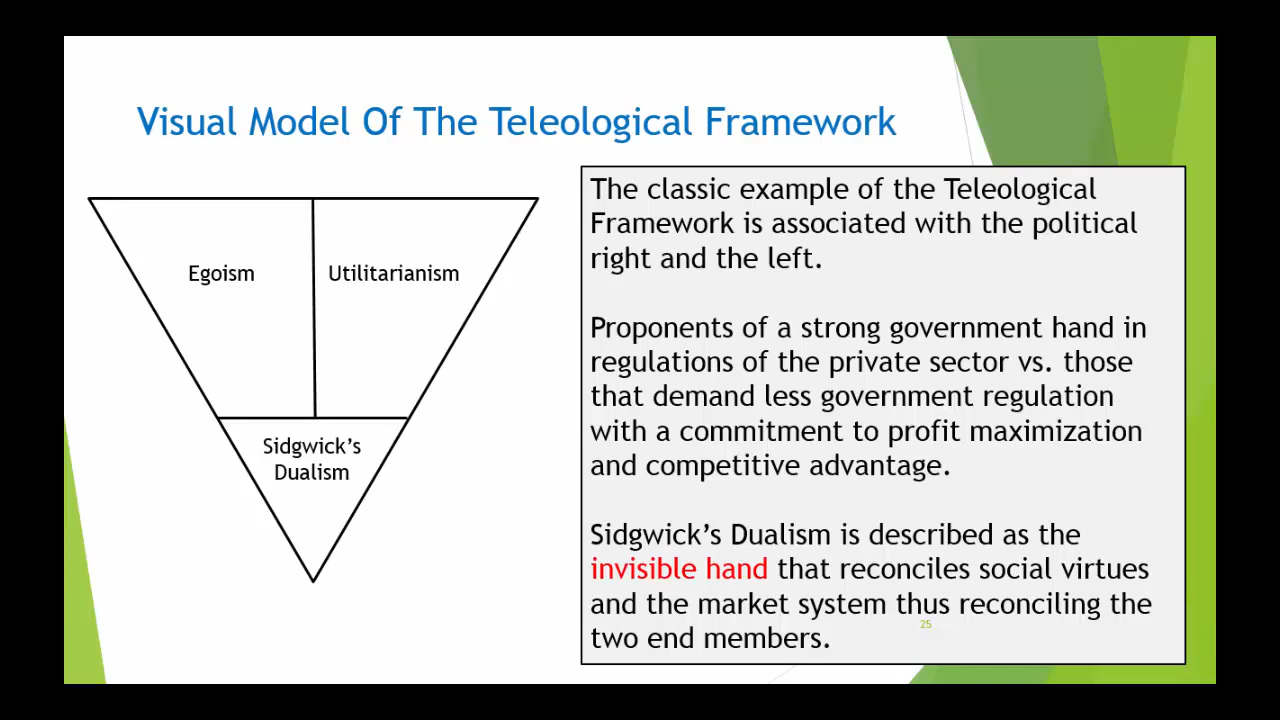 Visual Model Of The Teleological Framework
Egoism
Utilitarianism
Sidgwick's
Dualism
The classic example of the Teleological
Framework is associated with the political
right and the left.
Proponents of a strong government hand in
regulations of the private sector vs. those
that demand less government regulation
with a commitment to profit maximization
and competitive advantage.
Sidgwick's Dualism is described as the
invisible hand that reconciles social virtues
and the market system thus reconciling the
two end members.
25